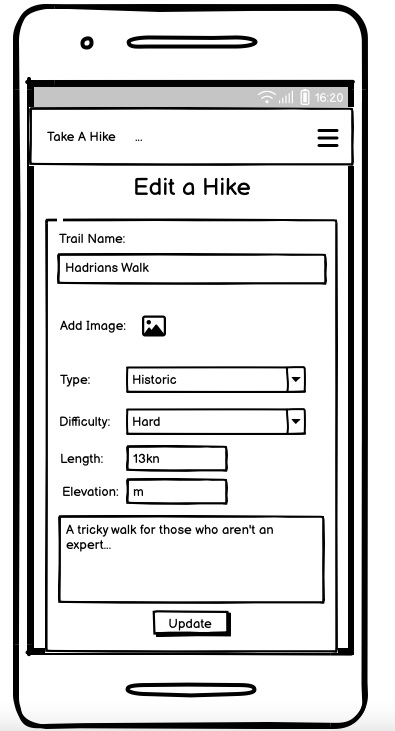 16:20
Take A Hike ...
Edit a Hike
Trail Name:
Hadrians Walk
Add Image:
Type: Historic
Difficulty: Hard
Length: 13kn
Elevation: m
A tricky walk for those who aren't an
expert...
Update